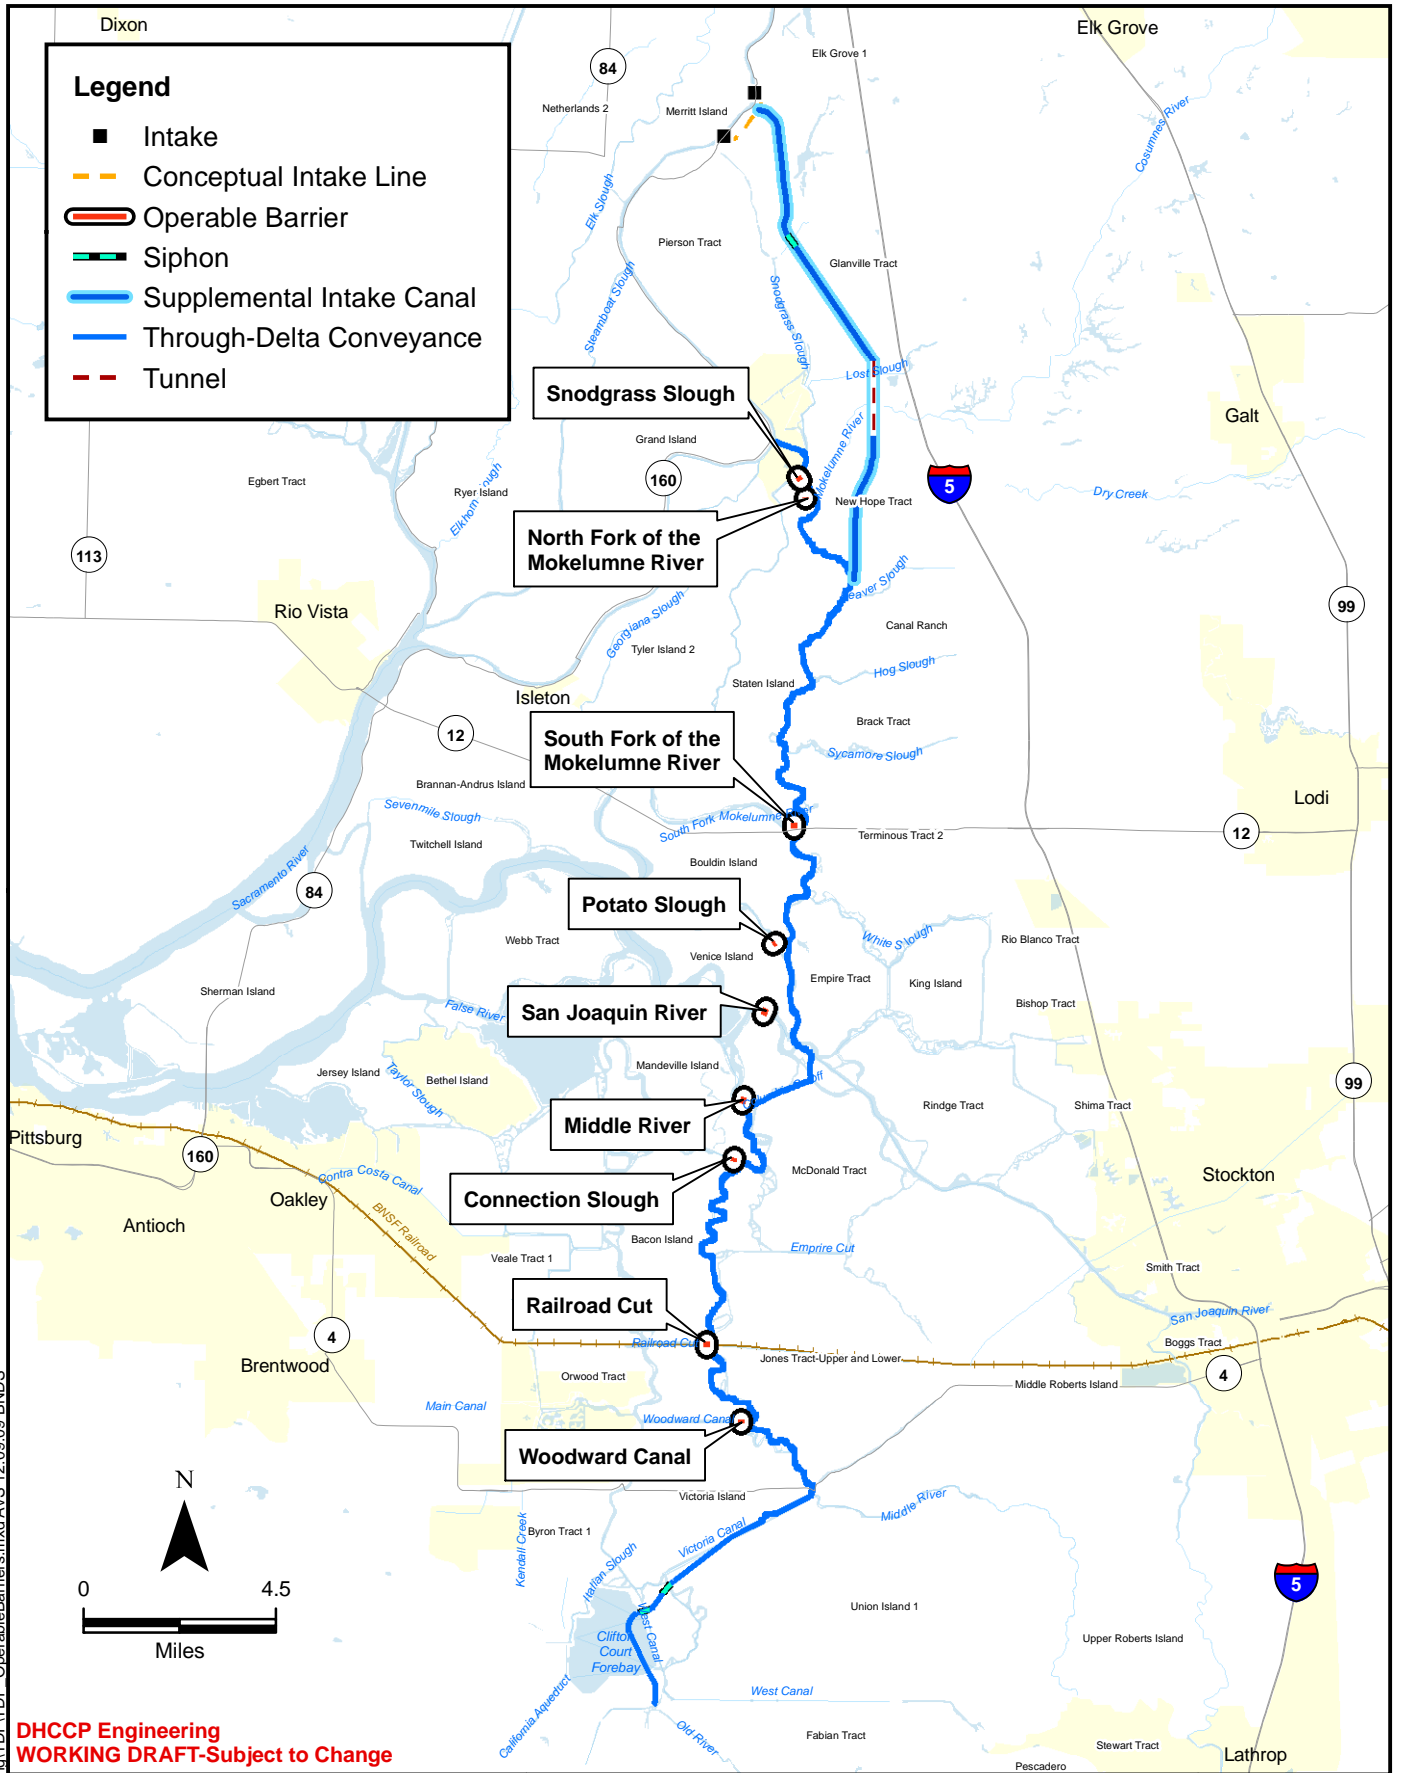 Dixon
Elk Grove
Elk Grove 1
84
Legend
Intake
Conceptual Intake Line
Operable Barrier
Siphon
Supplemental Intake Canal
Through-Delta Conveyance
Tunnel
Netherlands 2
Merritt Island
Cosumnes River
Elk Slough
Pierson Tract
Glanville Tract
Snodgrass Slough
Steamboat Slough
Lost Slough
Snodgrass Slough
Grand Island
Galt
Mokelumne River
160
Egbert Tract
Ryer Island
5
Dry Creek
New Hope Tract
North Fork of the
Mokelumne River
113
Rio Vista
99
Georgiana Slough
Canal Ranch
Tyler Island 2
Hog Slough
Staten Island
Isleton
Brack Tract
12
South Fork of the
Mokelumne River
Sycamore Slough
Brannan-Andrus Island
Lodi
Sevenmile Slough
South Fork Mokelumne River
12
Terminous Tract 2
Twitchell Island
Bouldin Island
Sacramento River
84
Potato Slough
White Slough
Webb Tract
Rio Blanco Tract
Venice Island
Empire Tract
King Island
Sherman Island
Bishop Tract
False River
San Joaquin River
Mandeville Island
Jersey Island
Taylor Slough
Bethel Island
99
Rindge Tract
Shima Tract
Middle River
Pittsburg
160
Contra Costa Canal
McDonald Tract
Stockton
Oakley
Connection Slough
Antioch
BNSF Railroad
Bacon Island
Emprire Cut
Veale Tract 1
Smith Tract
Railroad Cut
San Joaquin River
4
Railroad Cut
Boggs Tract
Brentwood
Jones Tract-Upper and Lower
4
Orwood Tract
Middle Roberts Island
Main Canal
Woodward Canal
Woodward Canal
N
Victoria Island
Middle River
Kendall Creek
Byron Tract 1
Victoria Canal
Italian Slough
0
4.5
Miles
5
Union Island 1
West Canal
Clifton
Court
Forebay
Upper Roberts Island
California Aqueduct
West Canal
Old River
Fabian Tract
Stewart Tract
Lathrop
Pescadero
DHCCP Engineering
WORKING DRAFT-Subject to Change